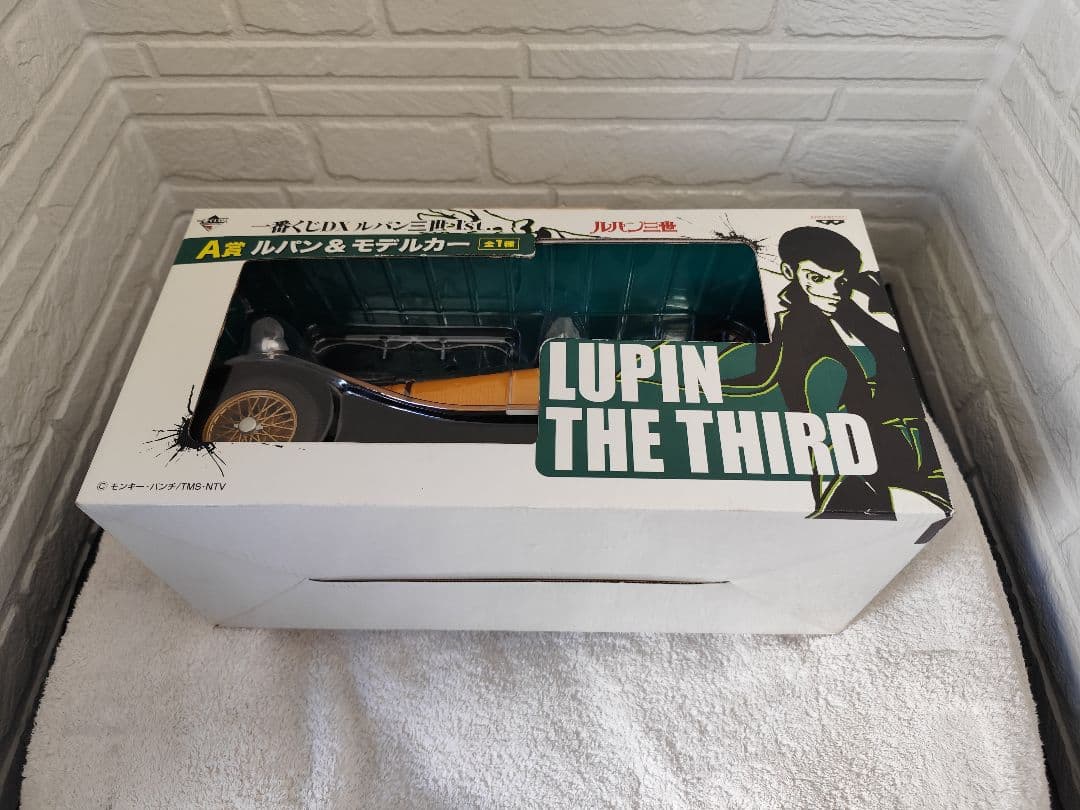 一番くじDX ルパン三世-1st.
ルパン三世
A賞 ルパン&モデルカー 全1種
LUPIN
THE THIRD
© モンキー・パンチ/TMS・NTV